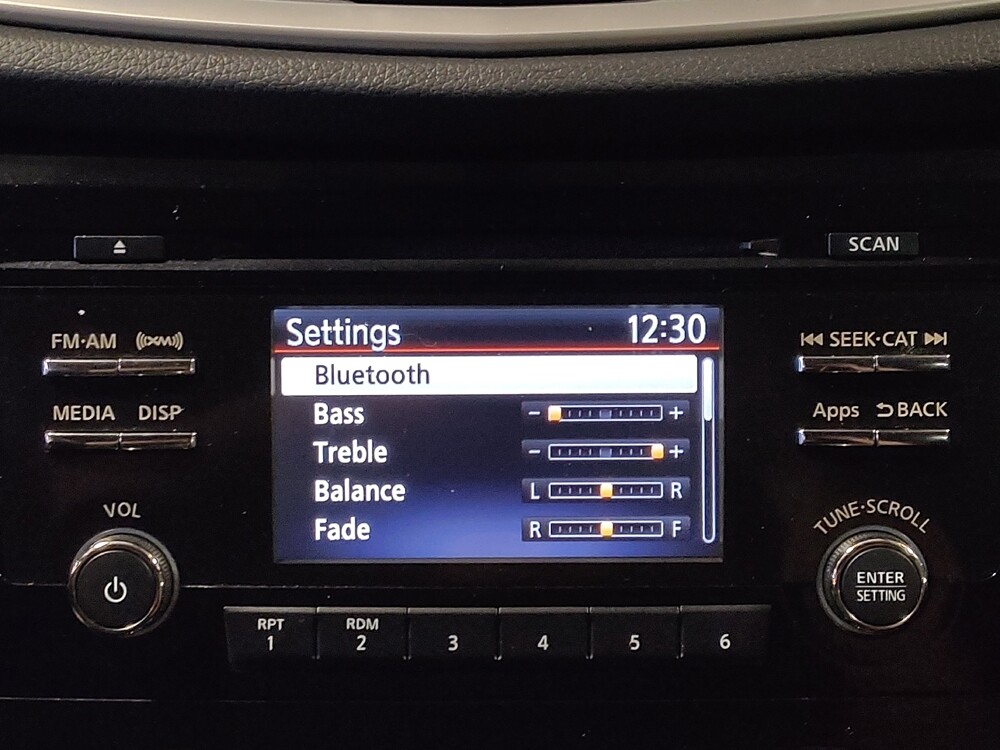 SCAN
FM·AM
((XM))
SEEK·CAT
MEDIA
DISP
Apps
BACK
Settings
12:30
Bluetooth
Bass - +
Treble - +
Balance L R
Fade R F
VOL
TUNE·SCROLL
ENTER
SETTING
RPT
1
RDM
2
3
4
5
6